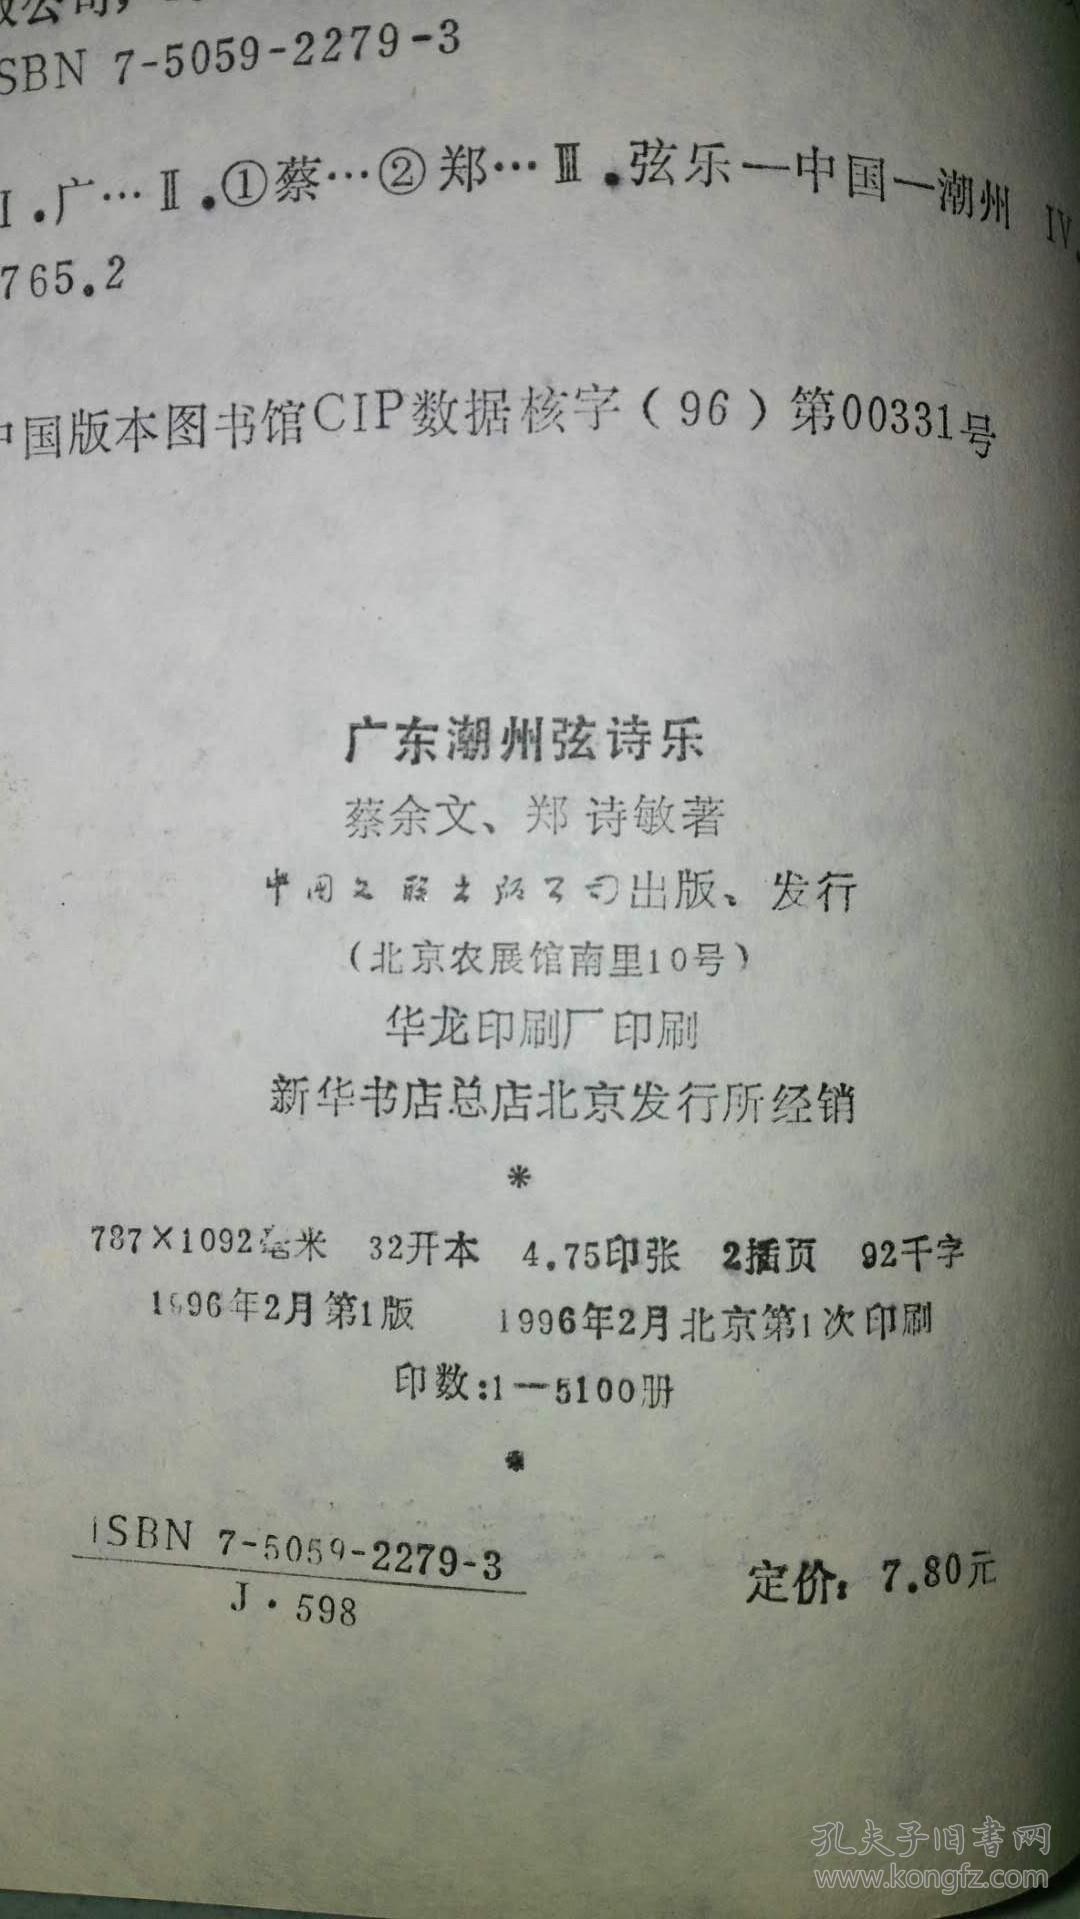 公司,
SBN 7-5059-2279-3
I.广…Ⅱ.①蔡…②郑…Ⅲ.弦乐—中国—潮州 Ⅳ.
765.2
中国版本图书馆CIP数据核字(96)第00331号
广东潮州弦诗乐
蔡余文、郑诗敏著
中国文联出版公司出版、发行
(北京农展馆南里10号)
华龙印刷厂印刷
新华书店总店北京发行所经销
*
787×1092毫米 32开本 4.75印张 2插页 92千字
1996年2月第1版 1996年2月北京第1次印刷
印数:1—5100册
*
ISBN 7-5059-2279-3
J·598
定价:7.80元
孔夫子旧书网
www.kongfz.com